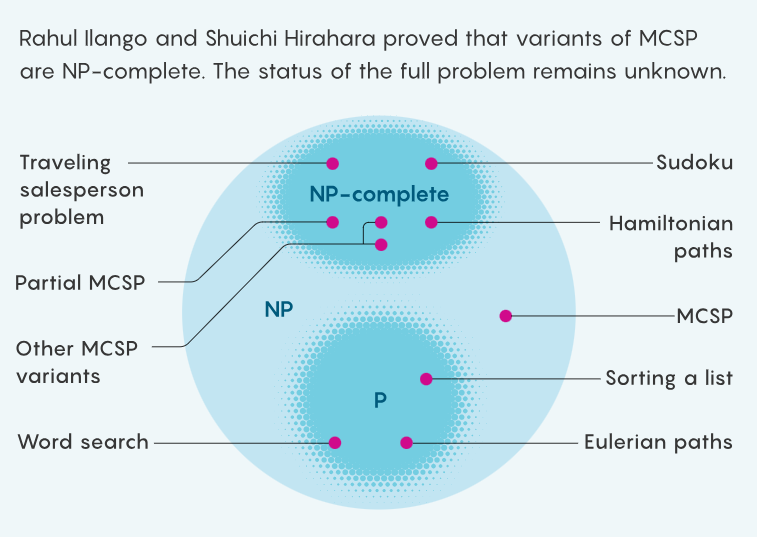 Rahul Ilango and Shuichi Hirahara proved that variants of MCSP
are NP-complete. The status of the full problem remains unknown.
Traveling
salesperson
problem
Sudoku
NP-complete
Hamiltonian
paths
Partial MCSP
NP
MCSP
Other MCSP
variants
Sorting a list
P
Word search
Eulerian paths